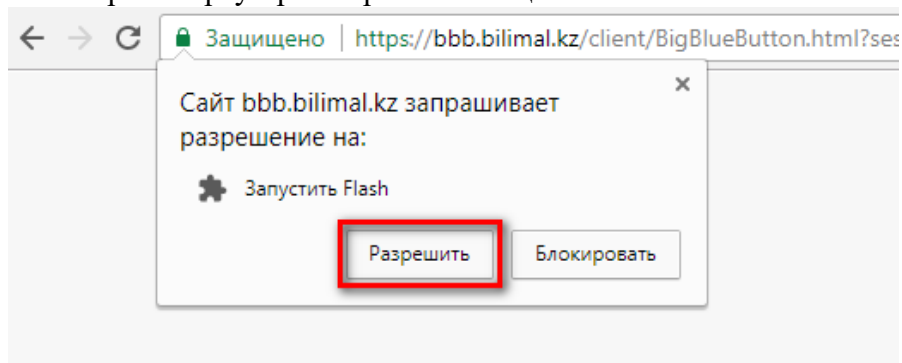 Защищено | https://bbb.bilimal.kz/client/BigBlueButton.html?ses
Сайт bbb.bilimal.kz запрашивает
разрешение на:
Запустить Flash
Разрешить Блокировать